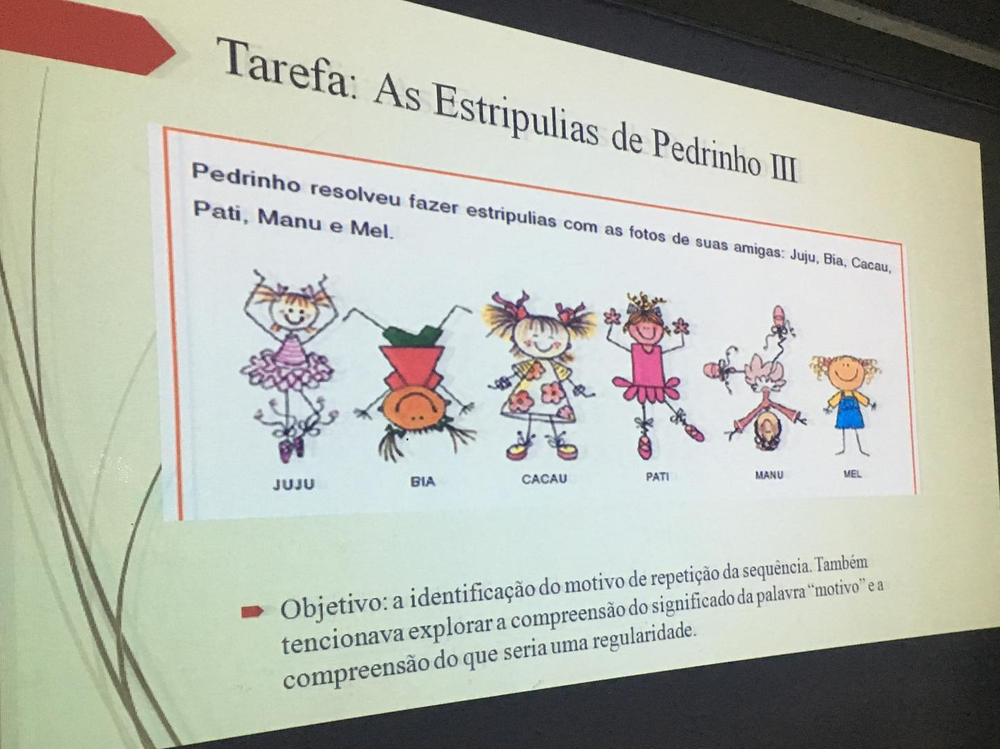 Tarefa: As Estripulias de Pedrinho III
Pedrinho resolveu fazer estripulias com as fotos de suas amigas: Juju, Bia, Cacau,
Pati, Manu e Mel.
JUJU BIA CACAU PATI MANU MEL
Objetivo: a identificação do motivo de repetição da sequência. Também
tencionava explorar a compreensão do significado da palavra “motivo” e a
compreensão do que seria uma regularidade.